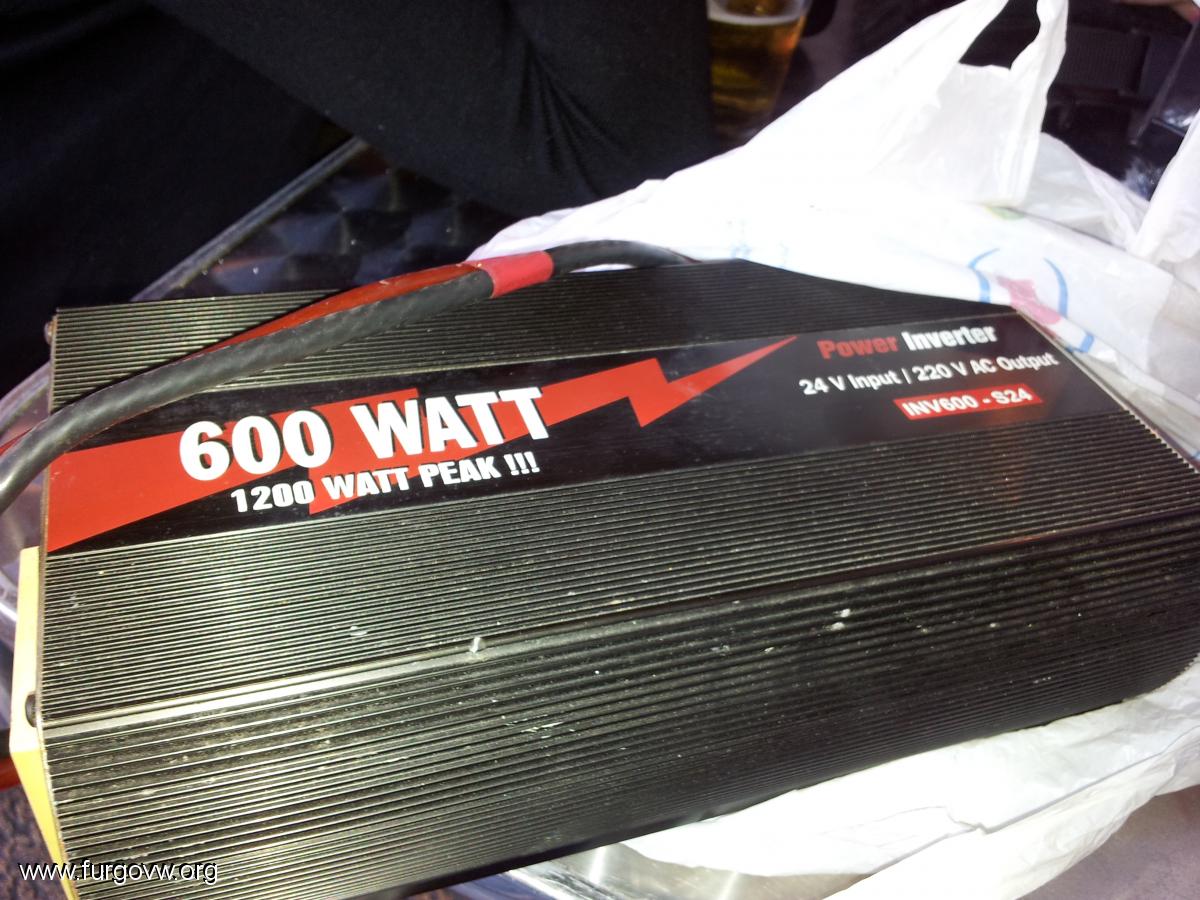 Power Inverter
24 V Input / 220 V AC Output
INV600 - S24
600 WATT
1200 WATT PEAK !!!
www.furgovw.org